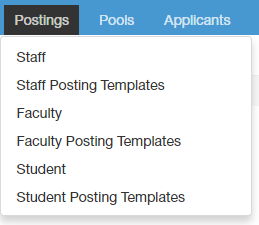 Postings Pools Applicants
Staff
Staff Posting Templates
Faculty
Faculty Posting Templates
Student
Student Posting Templates